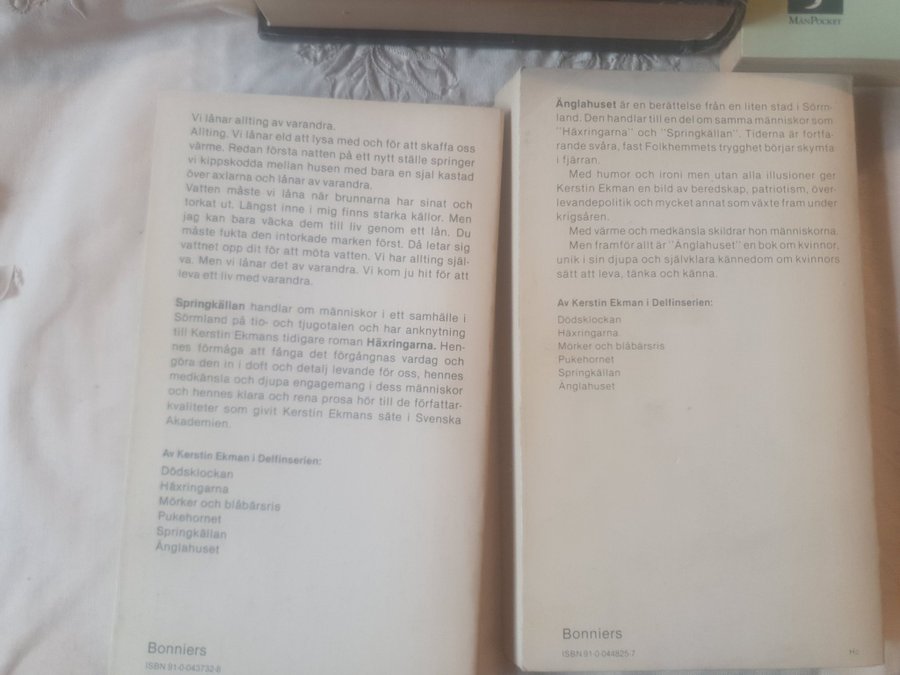 MånPocket
Vi lånar allting av varandra.
Allting. Vi lånar eld att lysa med och för att skaffa oss
värme. Redan första natten på ett nytt ställe springer
vi kippskodda mellan husen med bara en sjal kastad
över axlarna och lånar av varandra.
Vatten måste vi låna när brunnarna har sinat och
torkat ut. Längst inne i mig finns starka källor. Men
jag kan bara väcka dem till liv genom ett lån. Du
måste fukta den intorkade marken först. Då letar sig
vattnet opp dit för att möta vatten. Vi har allting själ-
va. Men vi lånar det av varandra. Vi kom ju hit för att
leva ett liv med varandra.
Springkällan handlar om människor i ett samhälle i
Sörmland på tio- och tjugotalen och har anknytning
till Kerstin Ekmans tidigare roman Häxringarna. Hen-
nes förmåga att fånga det förgångnas vardag och
göra den in i doft och detalj levande för oss, hennes
medkänsla och djupa engagemang i dess människor
och hennes klara och rena prosa hör till de författar-
kvaliteter som givit Kerstin Ekmans säte i Svenska
Akademien.
Av Kerstin Ekman i Delfinserien:
Dödsklockan
Häxringarna
Mörker och blåbärsris
Pukehornet
Springkällan
Änglahuset
Bonniers
ISBN 91-0-043732-8
Änglahuset är en berättelse från en liten stad i Sörm-
land. Den handlar till en del om samma människor som
"Häxringarna" och "Springkällan". Tiderna är fortfa-
rande svåra, fast Folkhemmets trygghet börjar skymta
i fjärran.
Med humor och ironi men utan alla illusioner ger
Kerstin Ekman en bild av beredskap, patriotism, över-
levandepolitik och mycket annat som växte fram under
krigsåren.
Med värme och medkänsla skildrar hon människorna.
Men framför allt är "Änglahuset" en bok om kvinnor,
unik i sin djupa och självklara kännedom om kvinnors
sätt att leva, tänka och känna.
Av Kerstin Ekman i Delfinserien:
Dödsklockan
Häxringarna
Mörker och blåbärsris
Pukehornet
Springkällan
Änglahuset
Bonniers
ISBN 91-0-044825-7